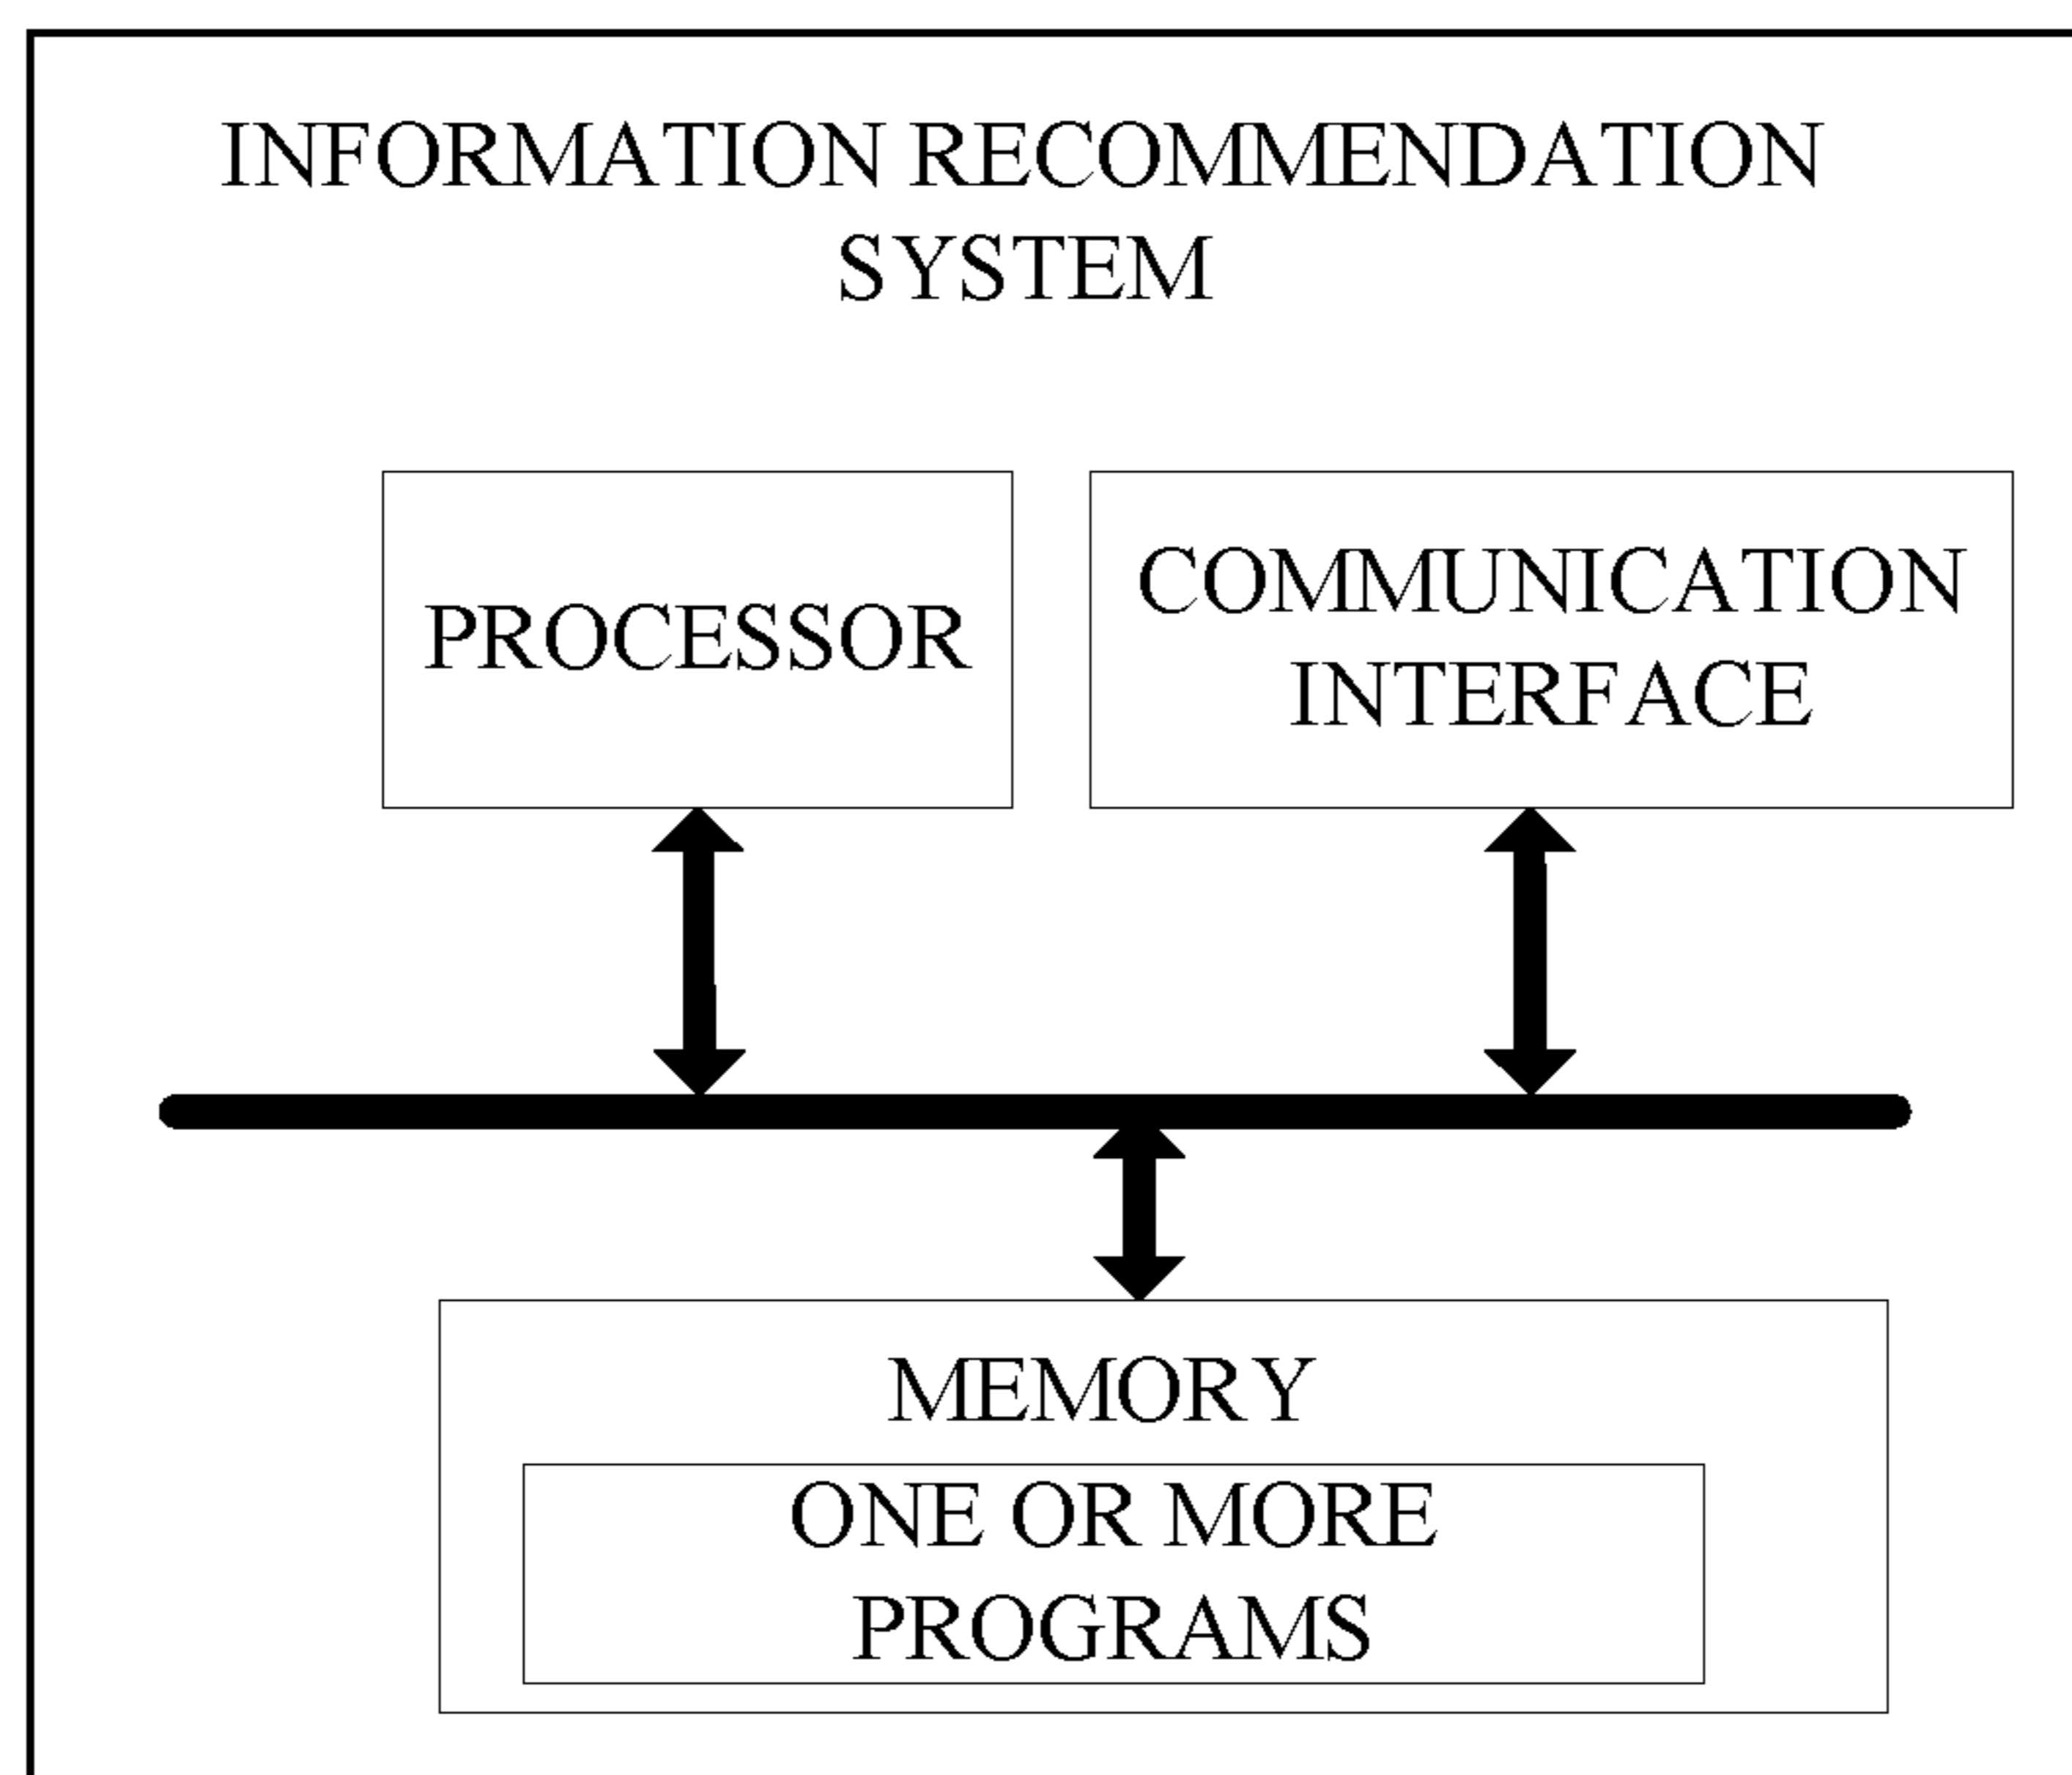 INFORMATION RECOMMENDATION
SYSTEM
PROCESSOR
COMMUNICATION
INTERFACE
MEMORY
ONE OR MORE
PROGRAMS